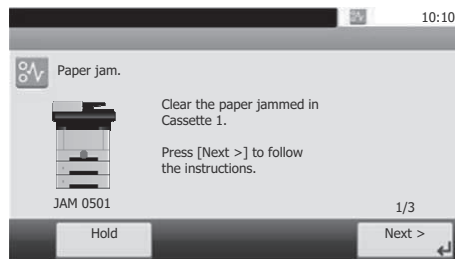 10:10
Paper jam.
Clear the paper jammed in
Cassette 1.
Press [Next >] to follow
the instructions.
JAM 0501
1/3
Hold
Next >